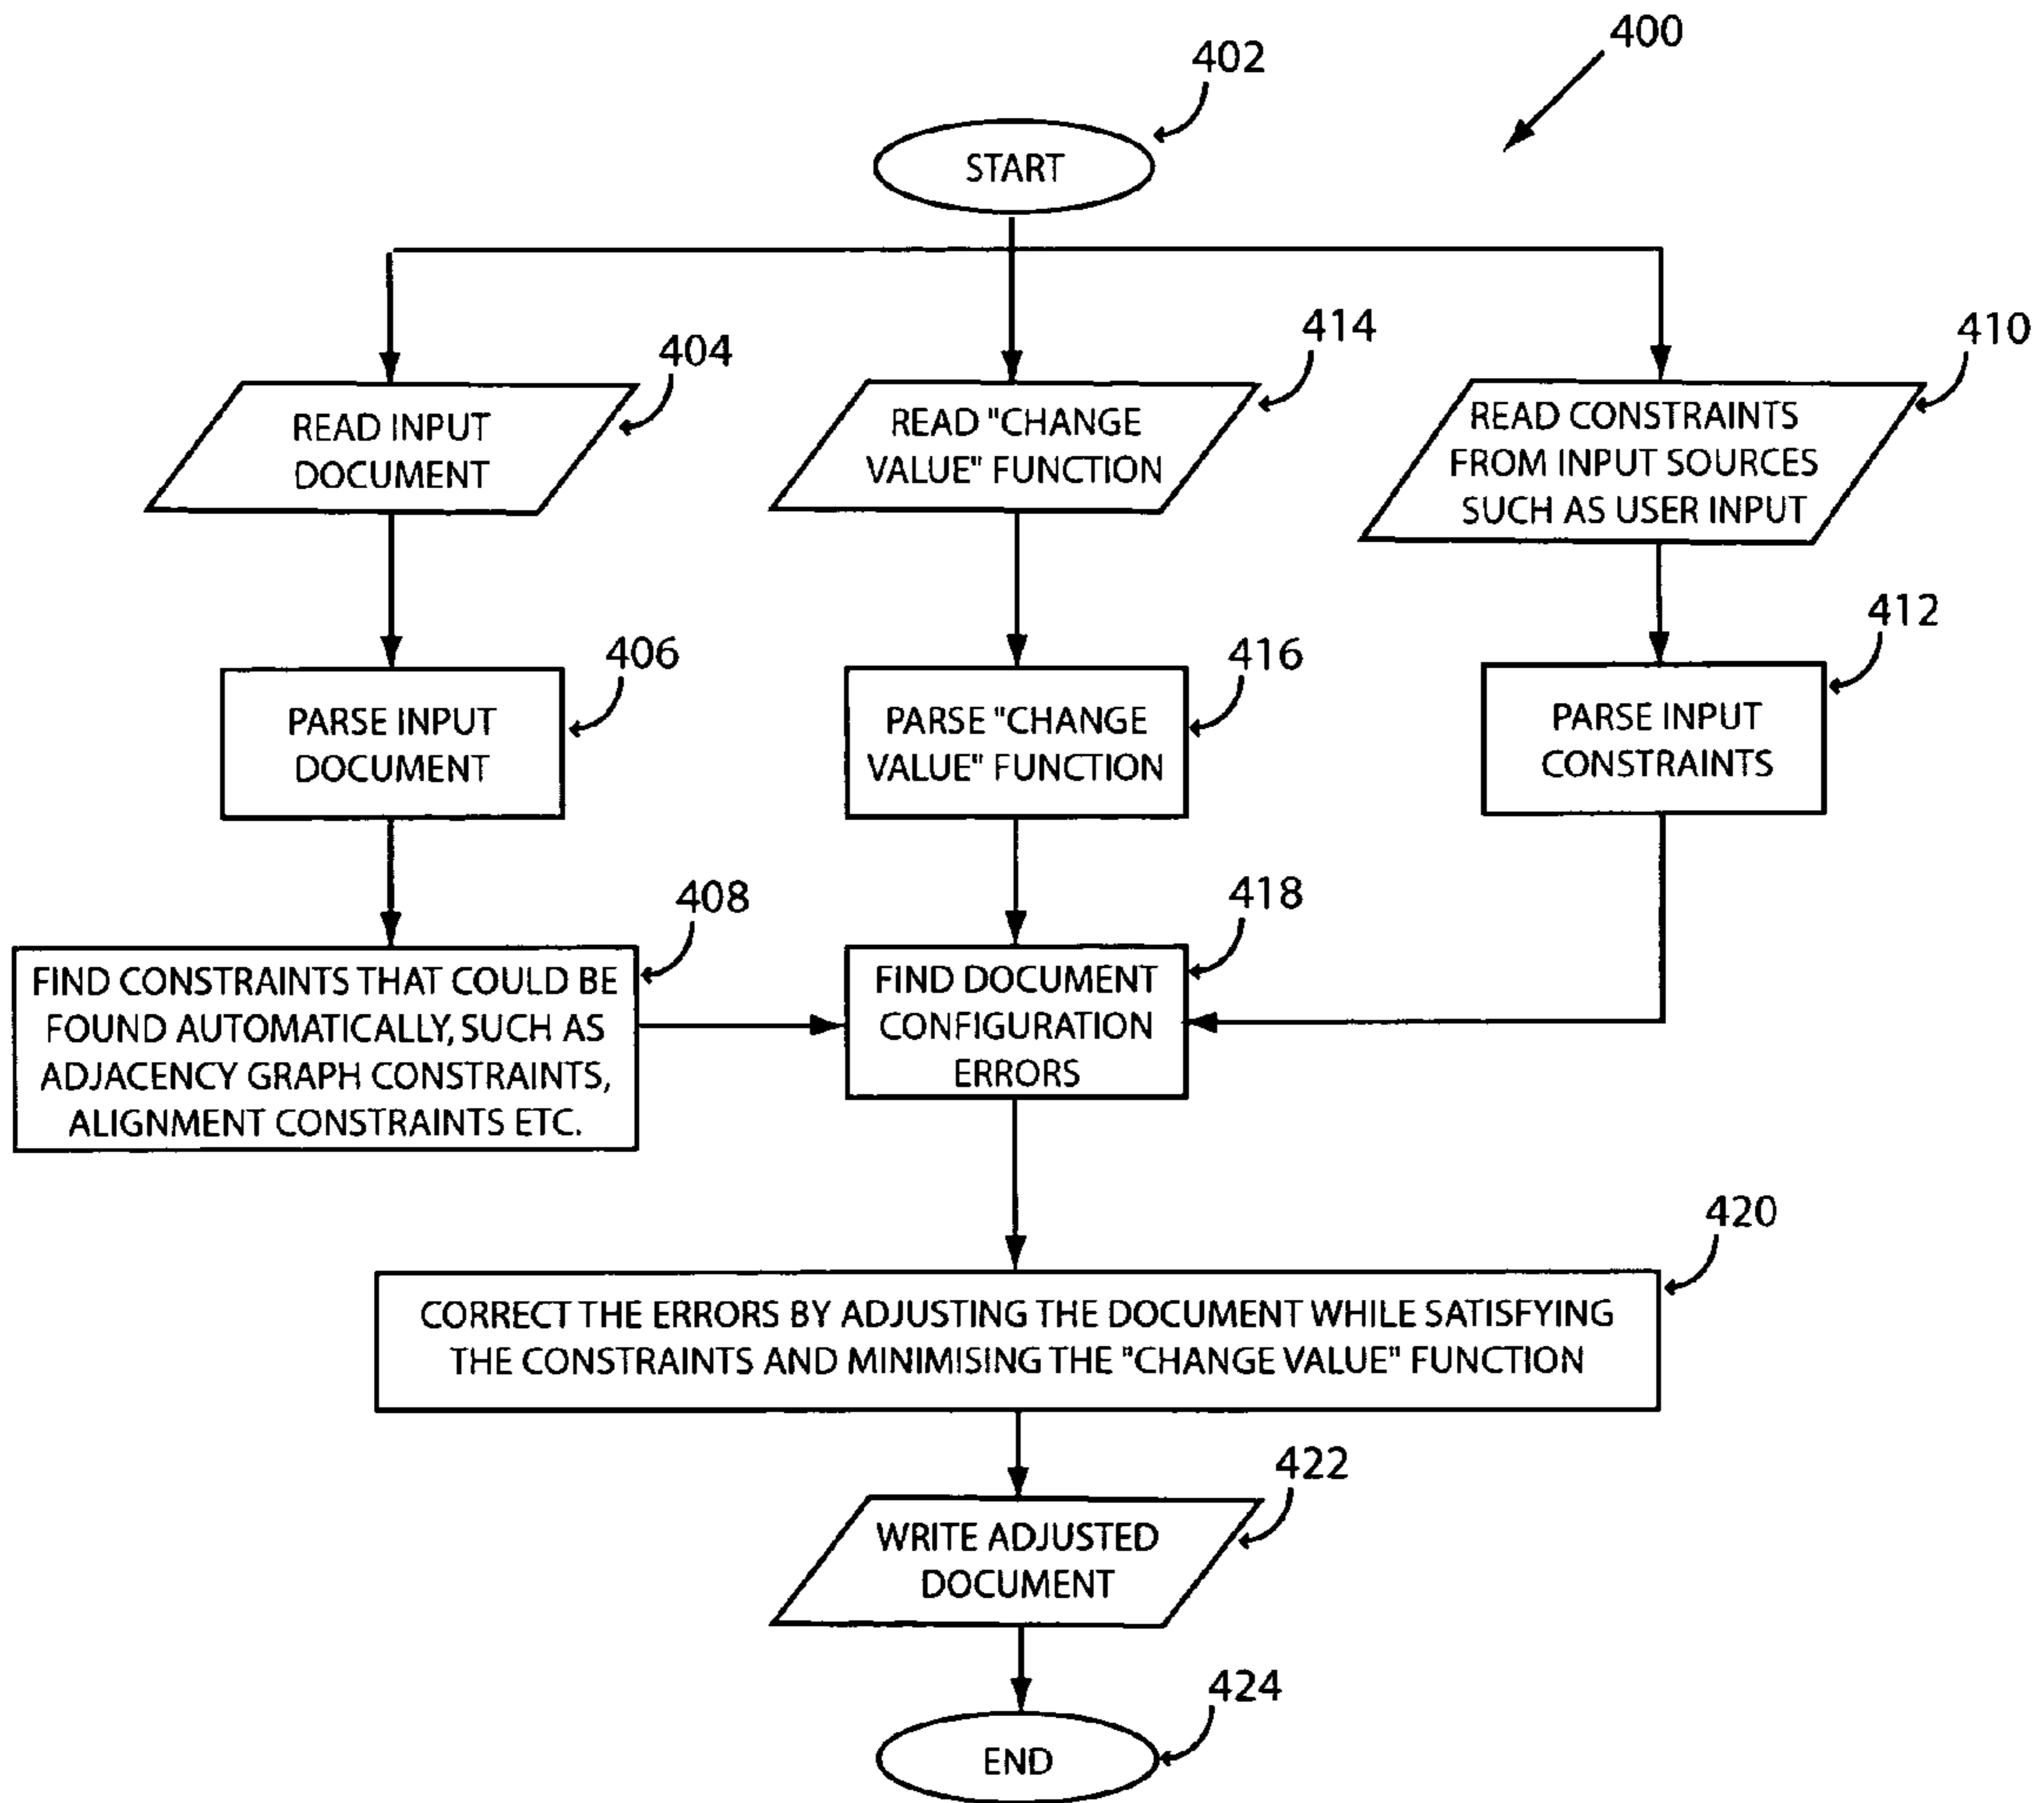 400
402
START
404
READ INPUT
DOCUMENT
414
READ "CHANGE
VALUE" FUNCTION
410
READ CONSTRAINTS
FROM INPUT SOURCES
SUCH AS USER INPUT
406
PARSE INPUT
DOCUMENT
416
PARSE "CHANGE
VALUE" FUNCTION
412
PARSE INPUT
CONSTRAINTS
408
FIND CONSTRAINTS THAT COULD BE
FOUND AUTOMATICALLY, SUCH AS
ADJACENCY GRAPH CONSTRAINTS,
ALIGNMENT CONSTRAINTS ETC.
418
FIND DOCUMENT
CONFIGURATION
ERRORS
420
CORRECT THE ERRORS BY ADJUSTING THE DOCUMENT WHILE SATISFYING
THE CONSTRAINTS AND MINIMISING THE "CHANGE VALUE" FUNCTION
422
WRITE ADJUSTED
DOCUMENT
424
END